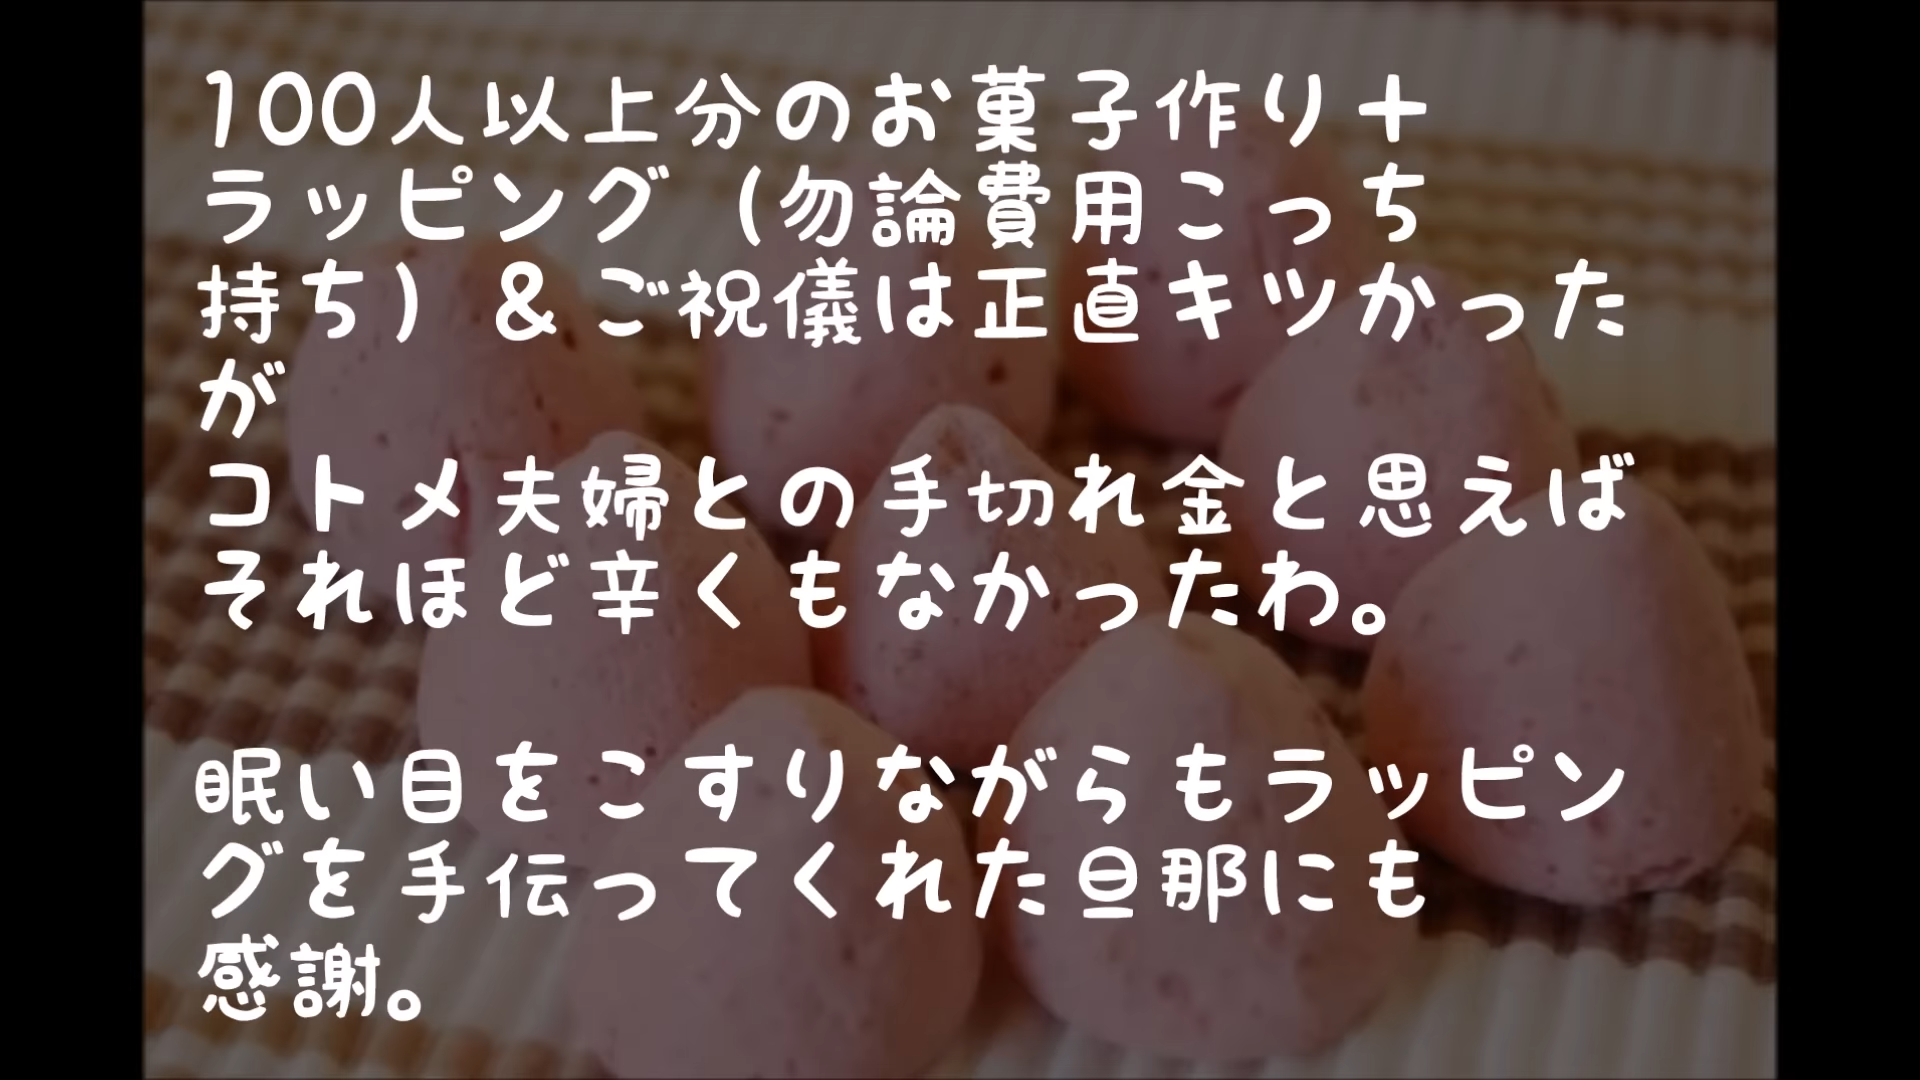 100人以上分のお菓子作り＋
ラッピング（勿論費用こっち
持ち）＆ご祝儀は正直キツかった
が
コトメ夫婦との手切れ金と思えば
それほど辛くもなかったわ。
眠い目をこすりながらもラッピン
グを手伝ってくれた旦那にも
感謝。